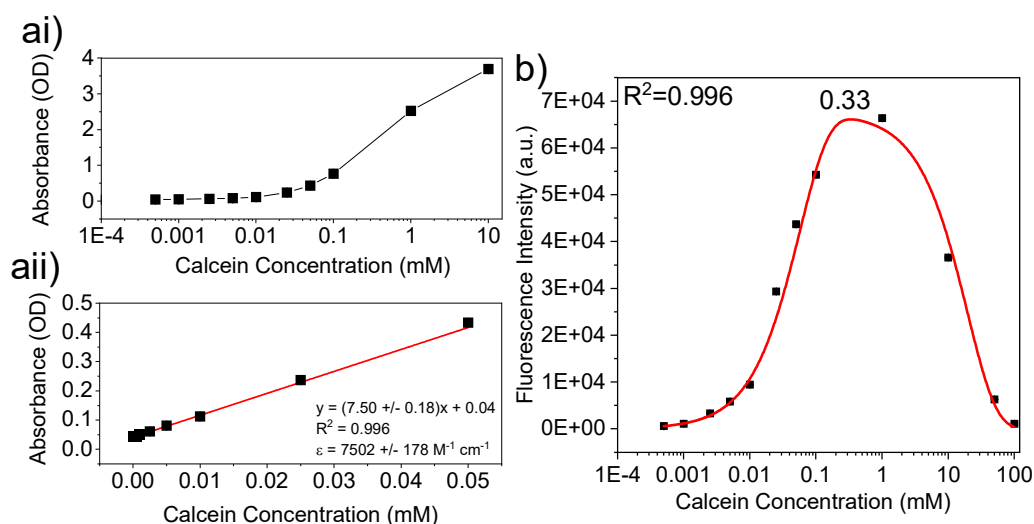 ai)
Absorbance (OD)
4
3
2
1
0
1E-4 0.001 0.01 0.1 1 10
Calcein Concentration (mM)
aii)
Absorbance (OD)
0.5
0.4
0.3
0.2
0.1
0.0
y = (7.50 +/- 0.18)x + 0.04
R² = 0.996
ε = 7502 +/- 178 M⁻¹ cm⁻¹
0.00 0.01 0.02 0.03 0.04 0.05
Calcein Concentration (mM)
b)
R²=0.996
0.33
Fluorescence Intensity (a.u.)
7E+04
6E+04
5E+04
4E+04
3E+04
2E+04
1E+04
0E+00
1E-4 0.001 0.01 0.1 1 10 100
Calcein Concentration (mM)